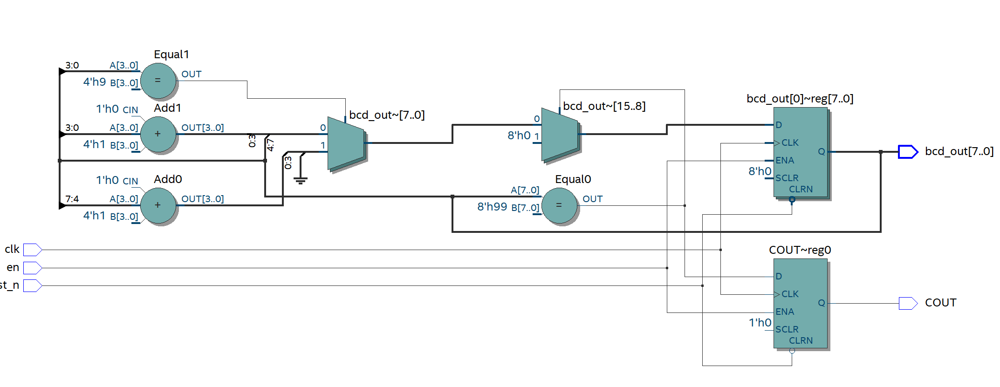 Equal1
3:0
A[3..0]
4'h9
B[3..0]
=
OUT
1'h0
CIN
Add1
3:0
A[3..0]
4'h1
B[3..0]
+
OUT[3..0]
0:3
4:7
0:3
1'h0
CIN
Add0
7:4
A[3..0]
4'h1
B[3..0]
+
OUT[3..0]
bcd_out~[7..0]
0
1
bcd_out~[15..8]
0
8'h0
1
Equal0
A[7..0]
8'h99
B[7..0]
=
OUT
bcd_out[0]~reg[7..0]
D
CLK
ENA
8'h0
SCLR
CLRN
Q
bcd_out[7..0]
clk
en
st_n
COUT~reg0
D
CLK
ENA
1'h0
SCLR
CLRN
Q
COUT